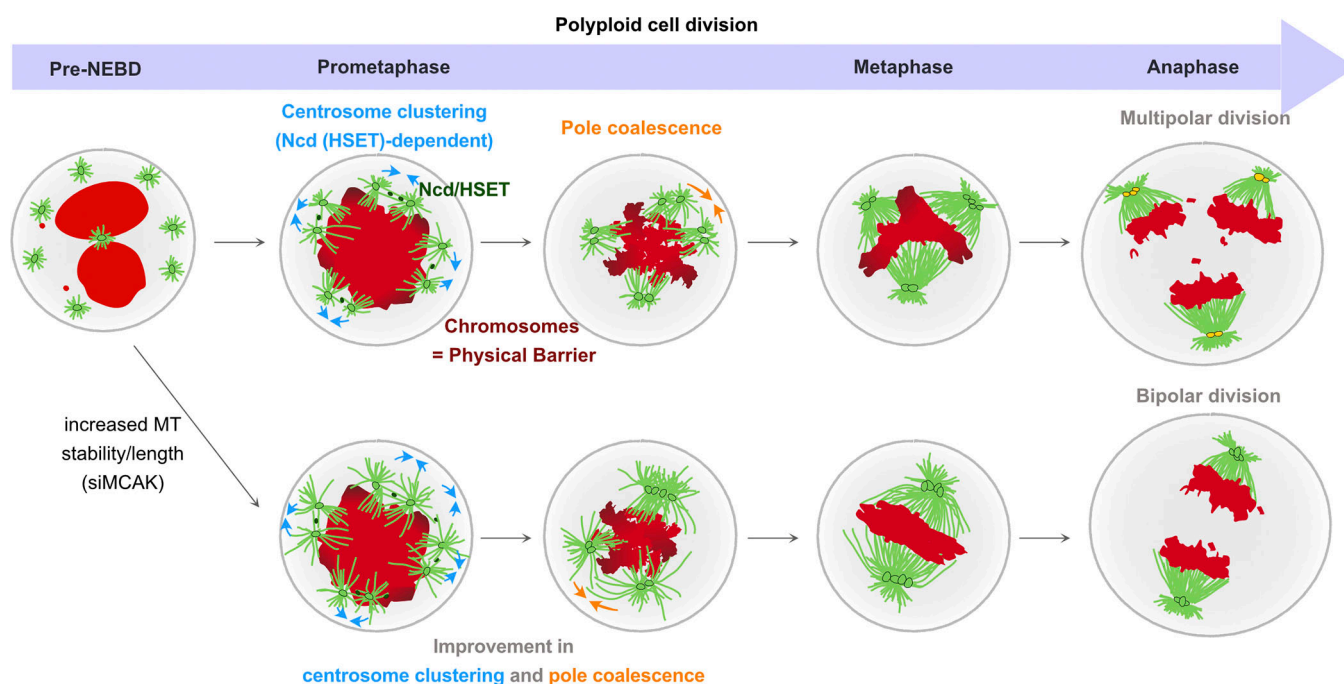 Polyploid cell division
Pre-NEBD
Prometaphase
Metaphase
Anaphase
Centrosome clustering
(Ncd (HSET)-dependent)
Pole coalescence
Multipolar division
Ncd/HSET
Chromosomes
= Physical Barrier
Bipolar division
increased MT
stability/length
(siMCAK)
Improvement in
centrosome clustering and pole coalescence